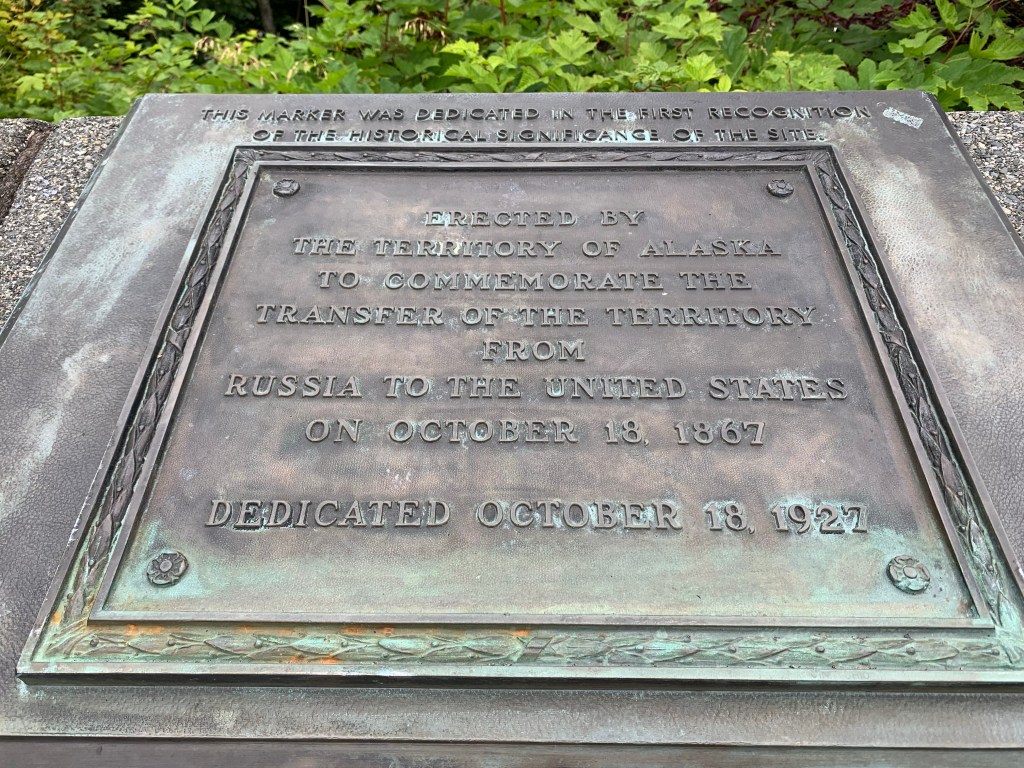 THIS MARKER WAS DEDICATED IN THE FIRST RECOGNITION
OF THE HISTORICAL SIGNIFICANCE OF THE SITE.
ERECTED BY
THE TERRITORY OF ALASKA
TO COMMEMORATE THE
TRANSFER OF THE TERRITORY
FROM
RUSSIA TO THE UNITED STATES
ON OCTOBER 18, 1867
DEDICATED OCTOBER 18, 1927